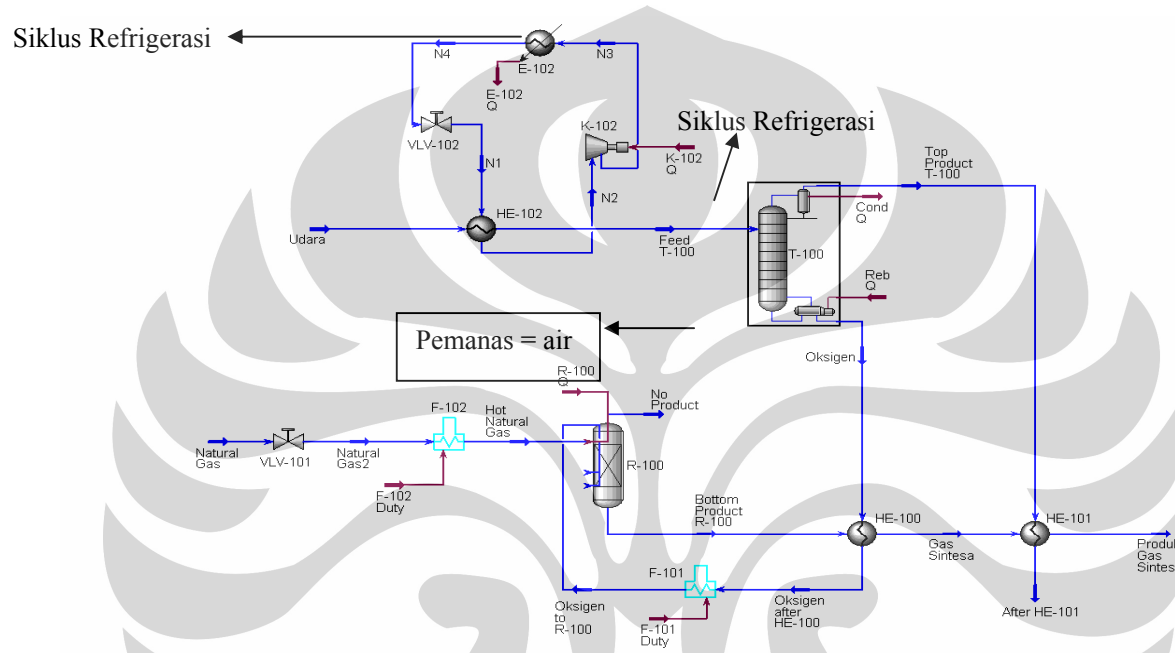 Siklus Refrigerasi
N4
N3
E-102
E-102
Q
VLV-102
K-102
K-102
Q
N1
N2
Siklus Refrigerasi
Top
Product
T-100
Cond
Q
HE-102
Udara
Feed
T-100
T-100
Reb
Q
Pemanas = air
Oksigen
R-100
Q
No
Product
F-102
Hot
Natural
Gas
Natural
Gas
VLV-101
Natural
Gas2
R-100
F-102
Duty
Bottom
Product
R-100
HE-100
Gas
Sintesa
HE-101
Produl
Gas
Sintes
F-101
Oksigen
to
R-100
F-101
Duty
Oksigen
after
HE-100
After HE-101